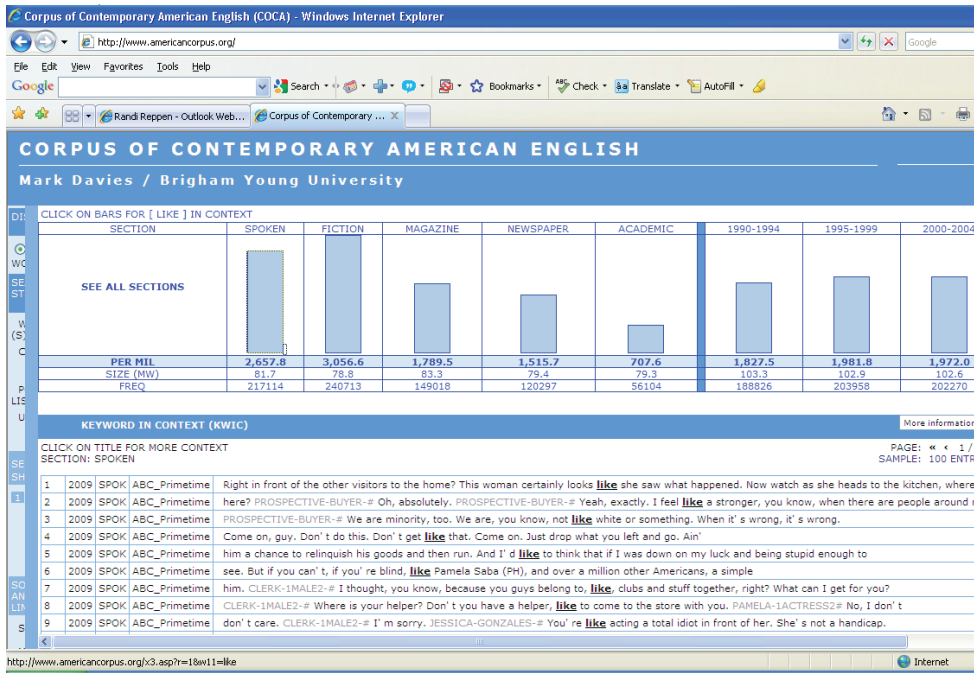 Corpus of Contemporary American English (COCA) - Windows Internet Explorer
http://www.americancorpus.org/ Google
File Edit View Favorites Tools Help
Google Search Bookmarks Check Translate AutoFill
Randi Reppen - Outlook Web... Corpus of Contemporary ... X
CORPUS OF CONTEMPORARY AMERICAN ENGLISH
Mark Davies / Brigham Young University
CLICK ON BARS FOR [ LIKE ] IN CONTEXT
SECTION SPOKEN FICTION MAGAZINE NEWSPAPER ACADEMIC 1990-1994 1995-1999 2000-2004
SEE ALL SECTIONS
PER MIL 2,657.8 3,056.6 1,789.5 1,515.7 707.6 1,827.5 1,981.8 1,972.0
SIZE (MW) 81.7 78.8 83.3 79.4 79.3 103.3 102.9 102.6
FREQ 217114 240713 149018 120297 56104 188826 203958 202270
KEYWORD IN CONTEXT (KWIC) More information
CLICK ON TITLE FOR MORE CONTEXT PAGE: « ‹ 1 /
SECTION: SPOKEN SAMPLE: 100 ENTR
1 2009 SPOK ABC_Primetime Right in front of the other visitors to the home? This woman certainly looks like she saw what happened. Now watch as she heads to the kitchen, where
2 2009 SPOK ABC_Primetime here? PROSPECTIVE-BUYER-# Oh, absolutely. PROSPECTIVE-BUYER-# Yeah, exactly. I feel like a stronger, you know, when there are people around
3 2009 SPOK ABC_Primetime PROSPECTIVE-BUYER-# We are minority, too. We are, you know, not like white or something. When it' s wrong, it' s wrong.
4 2009 SPOK ABC_Primetime Come on, guy. Don' t do this. Don' t get like that. Come on. Just drop what you left and go. Ain'
5 2009 SPOK ABC_Primetime him a chance to relinquish his goods and then run. And I' d like to think that if I was down on my luck and being stupid enough to
6 2009 SPOK ABC_Primetime see. But if you can' t, if you' re blind, like Pamela Saba (PH), and over a million other Americans, a simple
7 2009 SPOK ABC_Primetime him. CLERK-1MALE2-# I thought, you know, because you guys belong to, like, clubs and stuff together, right? What can I get for you?
8 2009 SPOK ABC_Primetime CLERK-1MALE2-# Where is your helper? Don' t you have a helper, like to come to the store with you. PAMELA-1ACTRESS2# No, I don' t
9 2009 SPOK ABC_Primetime don' t care. CLERK-1MALE2-# I' m sorry. JESSICA-GONZALES-# You' re like acting a total idiot in front of her. She' s not a handicap.
http://www.americancorpus.org/x3.asp?r=1&w11=like Internet